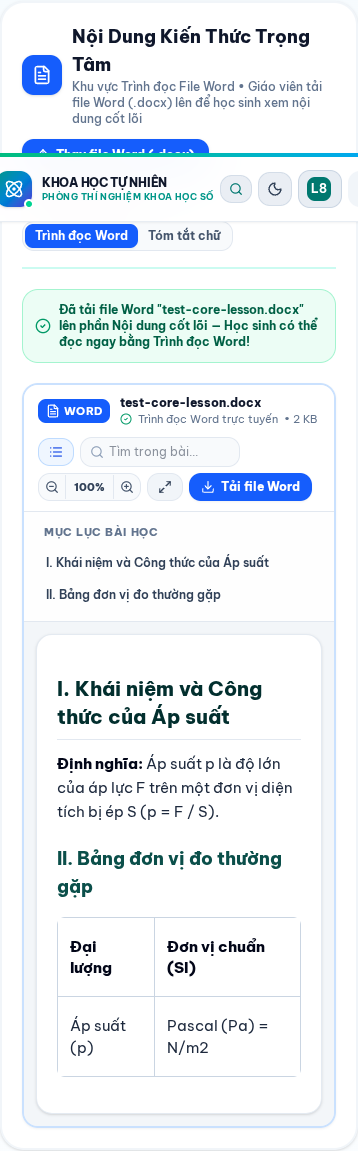 Nội Dung Kiến Thức Trọng
Tâm
Khu vực Trình đọc File Word • Giáo viên tải
file Word (.docx) lên để học sinh xem nội
dung cốt lõi
KHOA HỌC TỰ NHIÊN
PHÒNG THÍ NGHIỆM KHOA HỌC SỐ
L8
Trình đọc Word Tóm tắt chữ
Đã tải file Word "test-core-lesson.docx"
lên phần Nội dung cốt lõi — Học sinh có thể
đọc ngay bằng Trình đọc Word!
WORD
test-core-lesson.docx
Trình đọc Word trực tuyến • 2 KB
Tìm trong bài...
100% Tải file Word
MỤC LỤC BÀI HỌC
I. Khái niệm và Công thức của Áp suất
II. Bảng đơn vị đo thường gặp
I. Khái niệm và Công
thức của Áp suất
Định nghĩa: Áp suất p là độ lớn
của áp lực F trên một đơn vị diện
tích bị ép S (p = F / S).
II. Bảng đơn vị đo thường
gặp
Đại
lượng
Đơn vị chuẩn
(SI)
Áp suất
(p)
Pascal (Pa) =
N/m2